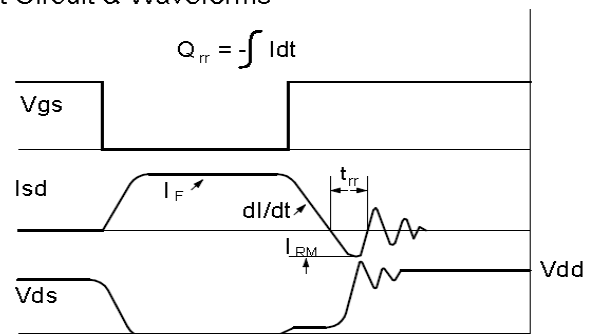 t Circuit & Waveforms
Q rr = -∫ Idt
Vgs
Isd
I F
t rr
dI/dt
I RM
Vdd
Vds